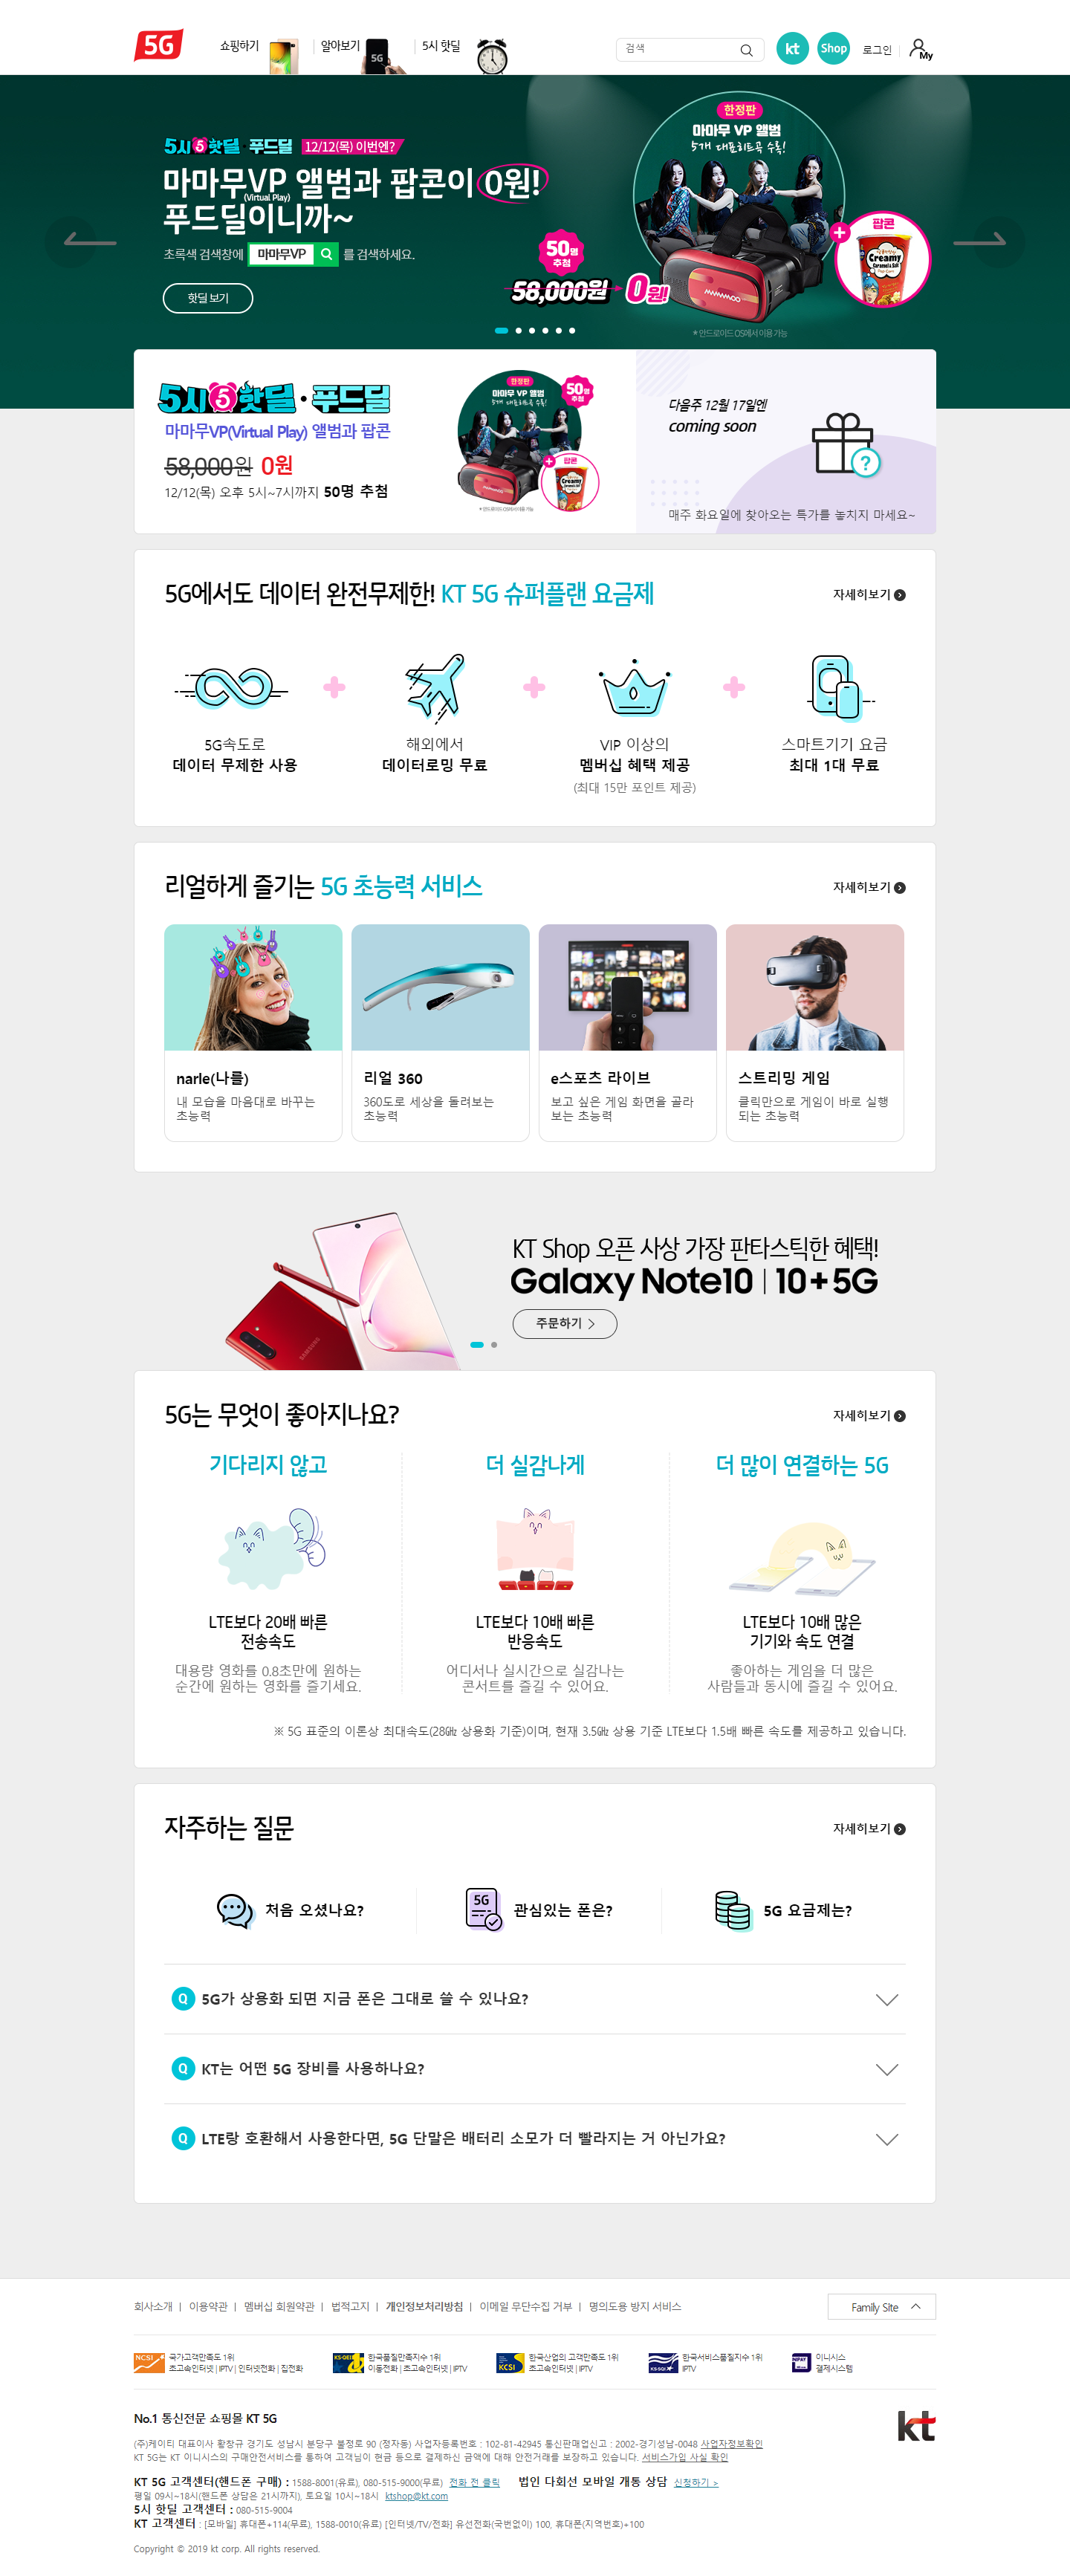 5G
쇼핑하기
알아보기
5G
5시 핫딜
검색
kt
Shop
로그인
My
5시 5 핫딜 · 푸드딜
12/12(목) 이번엔?
마마무VP 앨범과 팝콘이 0원!
(Virtual Play)
푸드딜이니까~
초록색 검색창에 마마무VP 를 검색하세요.
핫딜 보기
한정판
마마무 VP 앨범
5개 대표히트곡 수록!
50명
추첨
58,000원
0원!
MAMAMOO
+
팝콘
Creamy
Caramel & Salt
* 안드로이드 OS에서 이용 가능
5시 5 핫딜 · 푸드딜
마마무VP(Virtual Play) 앨범과 팝콘
58,000원 0원
12/12(목) 오후 5시~7시까지 50명 추첨
한정판
마마무 VP 앨범
5개 대표히트곡 수록!
50명
추첨
팝콘
Creamy
* 안드로이드 OS에서 이용 가능
다음주 12월 17일엔
coming soon
?
매주 화요일에 찾아오는 특가를 놓치지 마세요~
5G에서도 데이터 완전무제한! KT 5G 슈퍼플랜 요금제
자세히보기
5G속도로
데이터 무제한 사용
해외에서
데이터로밍 무료
VIP 이상의
멤버십 혜택 제공
(최대 15만 포인트 제공)
스마트기기 요금
최대 1대 무료
리얼하게 즐기는 5G 초능력 서비스
자세히보기
narle(나를)
내 모습을 마음대로 바꾸는
초능력
리얼 360
360도로 세상을 돌려보는
초능력
e스포츠 라이브
보고 싶은 게임 화면을 골라
보는 초능력
스트리밍 게임
클릭만으로 게임이 바로 실행
되는 초능력
KT Shop 오픈 사상 가장 판타스틱한 혜택!
Galaxy Note10 | 10+5G
주문하기
SAMSUNG
5G는 무엇이 좋아지나요?
자세히보기
기다리지 않고
LTE보다 20배 빠른
전송속도
대용량 영화를 0.8초만에 원하는
순간에 원하는 영화를 즐기세요.
더 실감나게
LTE보다 10배 빠른
반응속도
어디서나 실시간으로 실감나는
콘서트를 즐길 수 있어요.
더 많이 연결하는 5G
LTE보다 10배 많은
기기와 속도 연결
좋아하는 게임을 더 많은
사람들과 동시에 즐길 수 있어요.
※ 5G 표준의 이론상 최대속도(28㎓ 상용화 기준)이며, 현재 3.5㎓ 상용 기준 LTE보다 1.5배 빠른 속도를 제공하고 있습니다.
자주하는 질문
자세히보기
처음 오셨나요?
5G
관심있는 폰은?
5G 요금제는?
Q 5G가 상용화 되면 지금 폰은 그대로 쓸 수 있나요?
Q KT는 어떤 5G 장비를 사용하나요?
Q LTE랑 호환해서 사용한다면, 5G 단말은 배터리 소모가 더 빨라지는 거 아닌가요?
회사소개 | 이용약관 | 멤버십 회원약관 | 법적고지 | 개인정보처리방침 | 이메일 무단수집 거부 | 명의도용 방지 서비스
Family Site
NCSI
국가고객만족도 1위
초고속인터넷 | IPTV | 인터넷전화 | 집전화
KS-QEI
한국품질만족지수 1위
이동전화 | 초고속인터넷 | IPTV
KCSI
한국산업의 고객만족도 1위
초고속인터넷 | IPTV
KS-SQI
한국서비스품질지수 1위
IPTV
INIPAY
이니시스
결제시스템
No.1 통신전문 쇼핑몰 KT 5G
kt
(주)케이티 대표이사 황창규 경기도 성남시 분당구 불정로 90 (정자동) 사업자등록번호 : 102-81-42945 통신판매업신고 : 2002-경기성남-0048 사업자정보확인
KT 5G는 KT 이니시스의 구매안전서비스를 통하여 고객님이 현금 등으로 결제하신 금액에 대해 안전거래를 보장하고 있습니다. 서비스가입 사실 확인
KT 5G 고객센터(핸드폰 구매) : 1588-8001(유료), 080-515-9000(무료) 전화 전 클릭 법인 다회선 모바일 개통 상담 신청하기 >
평일 09시~18시(핸드폰 상담은 21시까지), 토요일 10시~18시 ktshop@kt.com
5시 핫딜 고객센터 : 080-515-9004
KT 고객센터 : [모바일] 휴대폰+114(무료), 1588-0010(유료) [인터넷/TV/전화] 유선전화(국번없이) 100, 휴대폰(지역번호)+100
Copyright © 2019 kt corp. All rights reserved.